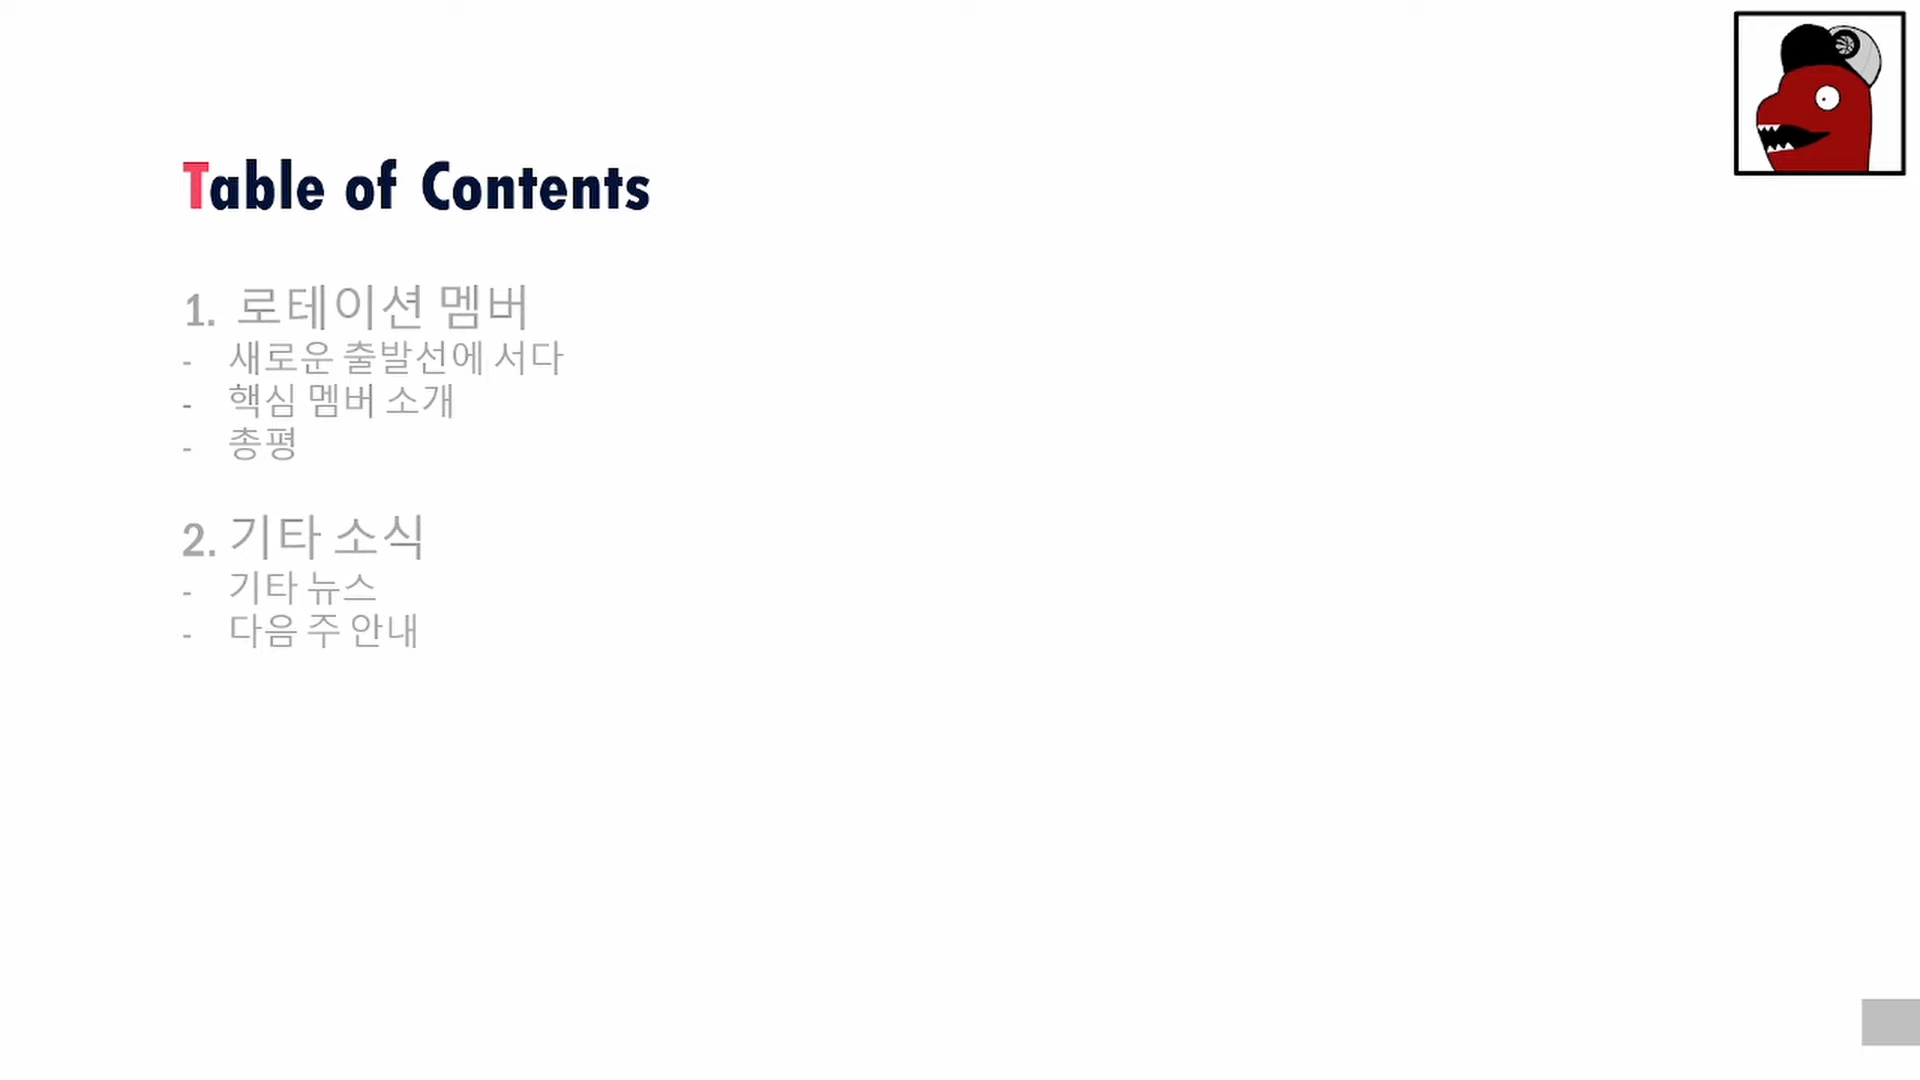 Table of Contents
1. 로테이션 멤버
- 새로운 출발선에 서다
- 핵심 멤버 소개
- 총평
2. 기타 소식
- 기타 뉴스
- 다음 주 안내